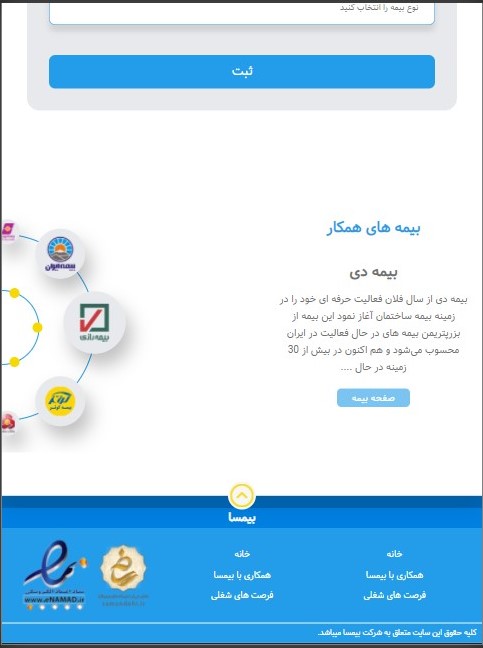 نوع بیمه را انتخاب کنید
ثبت
بیمه های همکار
بیمه دی
بیمه دی از سال فلان فعالیت حرفه ای خود را در
زمینه بیمه ساختمان آغاز نمود این بیمه از
بزرپتریمن بیمه های در حال فعالیت در ایران
محسوب می‌شود و هم اکنون در بیش از 30
زمینه در حال ....
صفحه بیمه
بیمه‌ایران
بیمه رازی
بیمه کوثر
بیمسا
خانه
همکاری با بیمسا
فرصت های شغلی
خانه
همکاری با بیمسا
فرصت های شغلی
www.eNAMAD.ir
کلیه حقوق این سایت متعلق به شرکت بیمسا میباشد.